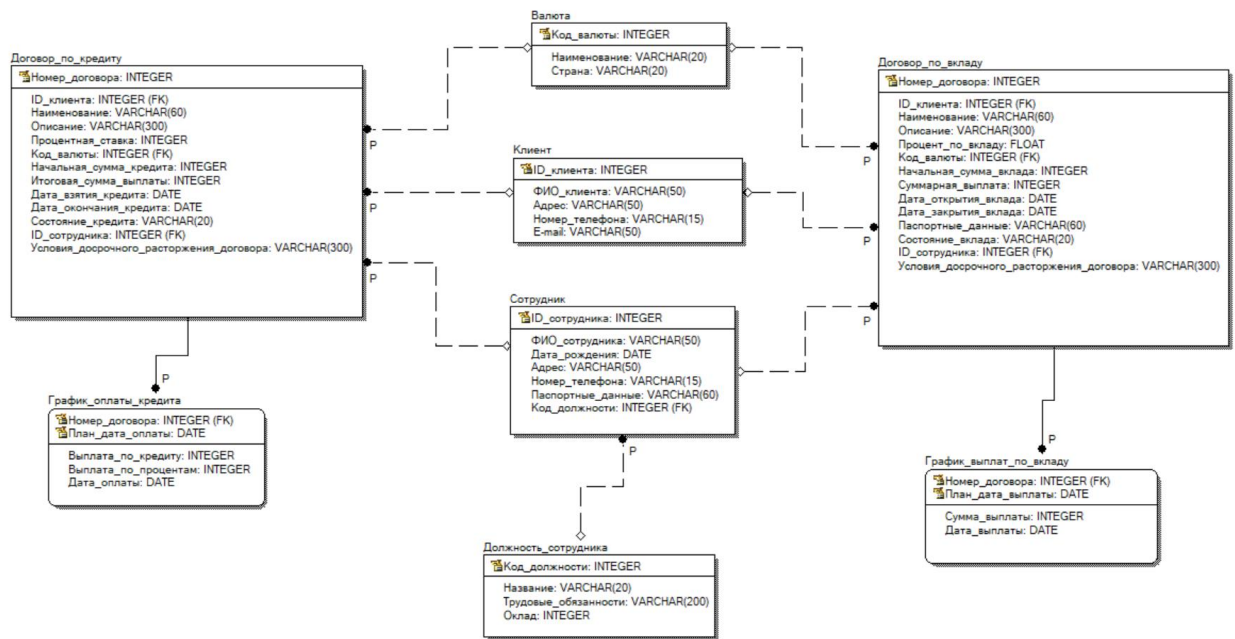 Валюта
Код_валюты: INTEGER
Наименование: VARCHAR(20)
Страна: VARCHAR(20)
Договор_по_кредиту
Номер_договора: INTEGER
ID_клиента: INTEGER (FK)
Наименование: VARCHAR(60)
Описание: VARCHAR(300)
Процентная_ставка: INTEGER
Код_валюты: INTEGER (FK)
Начальная_сумма_кредита: INTEGER
Итоговая_сумма_выплаты: INTEGER
Дата_взятия_кредита: DATE
Дата_окончания_кредита: DATE
Состояние_кредита: VARCHAR(20)
ID_сотрудника: INTEGER (FK)
Условия_досрочного_расторжения_договора: VARCHAR(300)
P
P
P
Клиент
ID_клиента: INTEGER
ФИО_клиента: VARCHAR(50)
Адрес: VARCHAR(50)
Номер_телефона: VARCHAR(15)
E-mail: VARCHAR(50)
Договор_по_вкладу
Номер_договора: INTEGER
ID_клиента: INTEGER (FK)
Наименование: VARCHAR(60)
Описание: VARCHAR(300)
Процент_по_вкладу: FLOAT
Код_валюты: INTEGER (FK)
Начальная_сумма_вклада: INTEGER
Суммарная_выплата: INTEGER
Дата_открытия_вклада: DATE
Дата_закрытия_вклада: DATE
Паспортные_данные: VARCHAR(60)
Состояние_вклада: VARCHAR(20)
ID_сотрудника: INTEGER (FK)
Условия_досрочного_расторжения_договора: VARCHAR(300)
P
P
P
Сотрудник
ID_сотрудника: INTEGER
ФИО_сотрудника: VARCHAR(50)
Дата_рождения: DATE
Адрес: VARCHAR(50)
Номер_телефона: VARCHAR(15)
Паспортные_данные: VARCHAR(60)
Код_должности: INTEGER (FK)
P
P
График_оплаты_кредита
Номер_договора: INTEGER (FK)
План_дата_оплаты: DATE
Выплата_по_кредиту: INTEGER
Выплата_по_процентам: INTEGER
Дата_оплаты: DATE
P
График_выплат_по_вкладу
Номер_договора: INTEGER (FK)
План_дата_выплаты: DATE
Сумма_выплаты: INTEGER
Дата_выплаты: DATE
Должность_сотрудника
Код_должности: INTEGER
Название: VARCHAR(20)
Трудовые_обязанности: VARCHAR(200)
Оклад: INTEGER